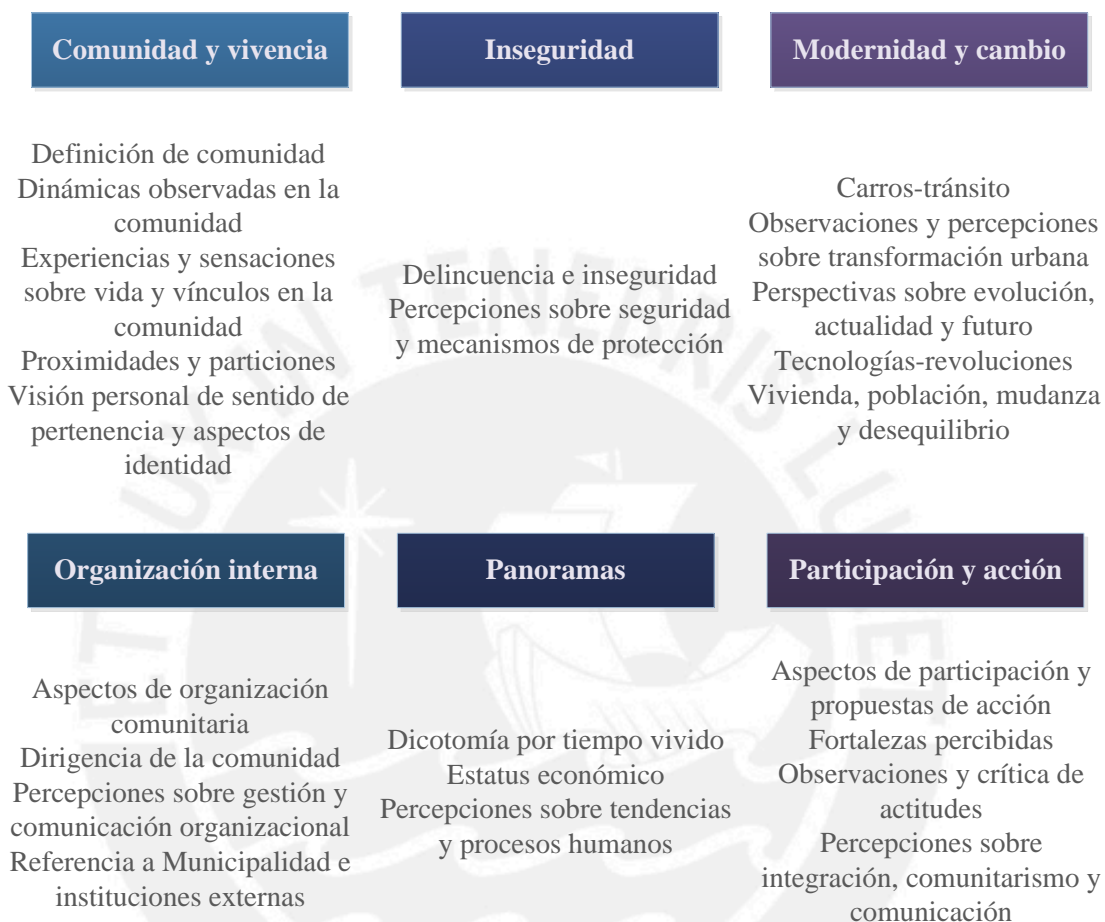 Comunidad y vivencia
Definición de comunidad
Dinámicas observadas en la
comunidad
Experiencias y sensaciones
sobre vida y vínculos en la
comunidad
Proximidades y particiones
Visión personal de sentido de
pertenencia y aspectos de
identidad
Inseguridad
Delincuencia e inseguridad
Percepciones sobre seguridad
y mecanismos de protección
Modernidad y cambio
Carros-tránsito
Observaciones y percepciones
sobre transformación urbana
Perspectivas sobre evolución,
actualidad y futuro
Tecnologías-revoluciones
Vivienda, población, mudanza
y desequilibrio
Organización interna
Aspectos de organización
comunitaria
Dirigencia de la comunidad
Percepciones sobre gestión y
comunicación organizacional
Referencia a Municipalidad e
instituciones externas
Panoramas
Dicotomía por tiempo vivido
Estatus económico
Percepciones sobre tendencias
y procesos humanos
Participación y acción
Aspectos de participación y
propuestas de acción
Fortalezas percibidas
Observaciones y crítica de
actitudes
Percepciones sobre
integración, comunitarismo y
comunicación
ET LUX IN TENEBRIS LUCET